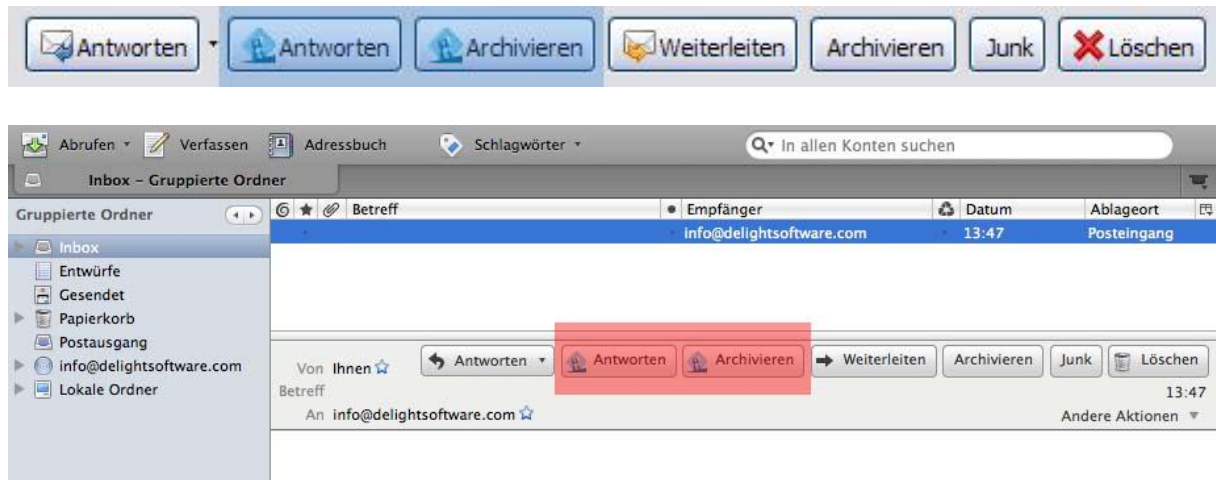 Antworten Antworten Archivieren Weiterleiten Archivieren Junk Löschen
Abrufen Verfassen Adressbuch Schlagwörter In allen Konten suchen
Inbox – Gruppierte Ordner
Gruppierte Ordner Betreff Empfänger Datum Ablageort
info@delightsoftware.com 13:47 Posteingang
Inbox
Entwürfe
Gesendet
Papierkorb
Postausgang
info@delightsoftware.com
Lokale Ordner
Von Ihnen Antworten Antworten Archivieren Weiterleiten Archivieren Junk Löschen
Betreff 13:47
An info@delightsoftware.com Andere Aktionen